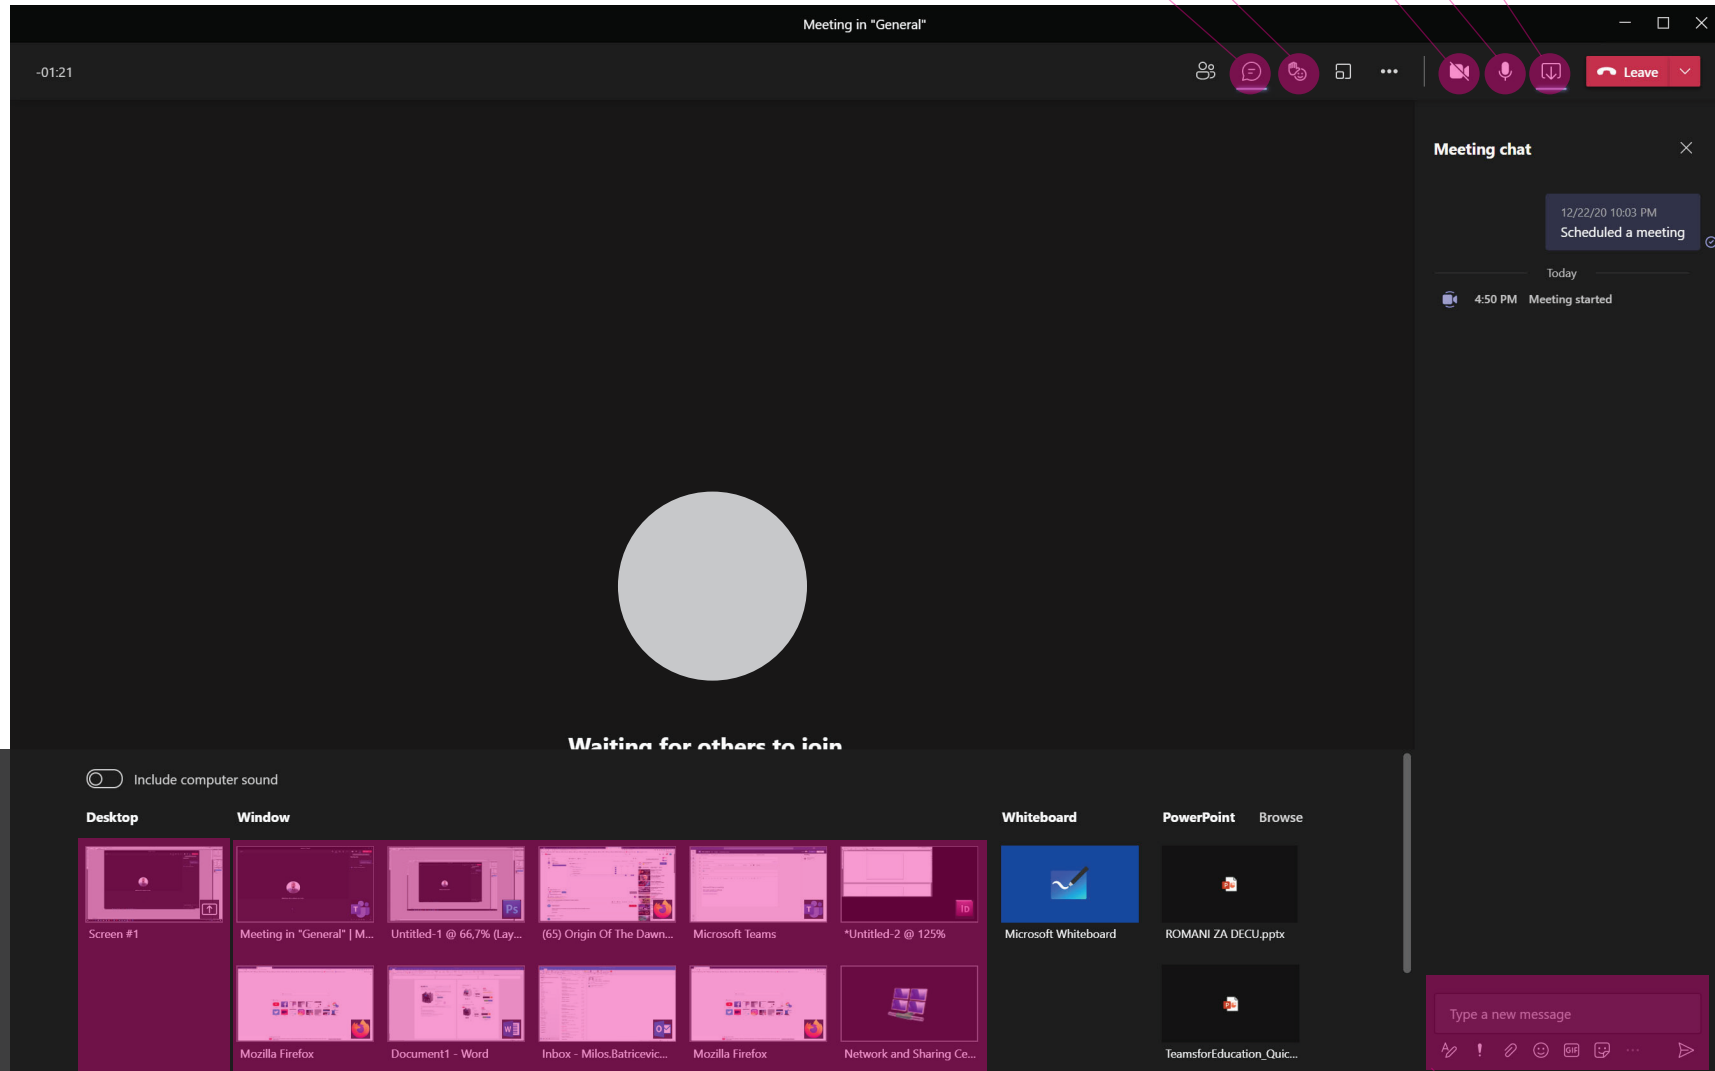 Meeting in "General"
-01:21
Leave
Meeting chat
12/22/20 10:03 PM
Scheduled a meeting
Today
4:50 PM Meeting started
Waiting for others to join
Include computer sound
Desktop
Window
Whiteboard
PowerPoint
Browse
Screen #1
Meeting in "General" | M...
Untitled-1 @ 66,7% (Lay...
(65) Origin Of The Dawn...
Microsoft Teams
*Untitled-2 @ 125%
Microsoft Whiteboard
ROMANI ZA DECU.pptx
Mozilla Firefox
Document1 - Word
Inbox - Milos.Batricevic...
Mozilla Firefox
Network and Sharing Ce...
TeamsforEducation_Quic...
Type a new message
GIF
Ps
ID